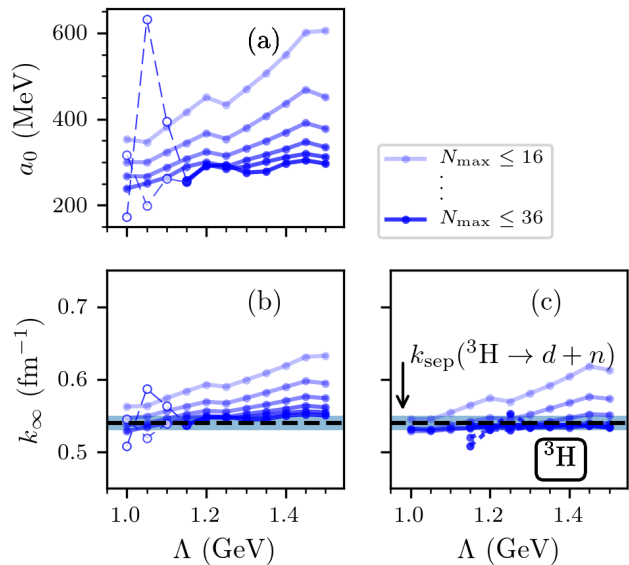 600
400
200
a₀ (MeV)
(a)
N_max ≤ 16
⋮
N_max ≤ 36
0.7
0.6
0.5
k_∞ (fm⁻¹)
(b)
(c)
k_sep(³H → d + n)
³H
1.0 1.2 1.4
1.0 1.2 1.4
Λ (GeV)
Λ (GeV)